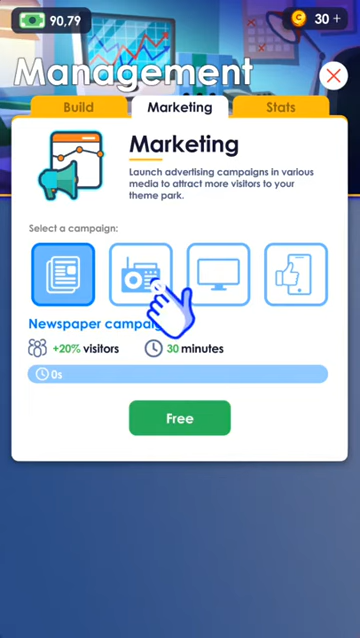 90,79
C 30 +
Management
Build
Marketing
Stats
Marketing
Launch advertising campaigns in various
media to attract more visitors to your
theme park.
Select a campaign:
Newspaper
+20% visitors
30 minutes
0s
Free